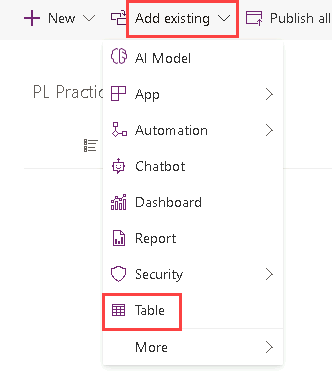 New Add existing Publish all
AI Model
PL Practic
App
Automation
Chatbot
Dashboard
Report
Security
Table
More